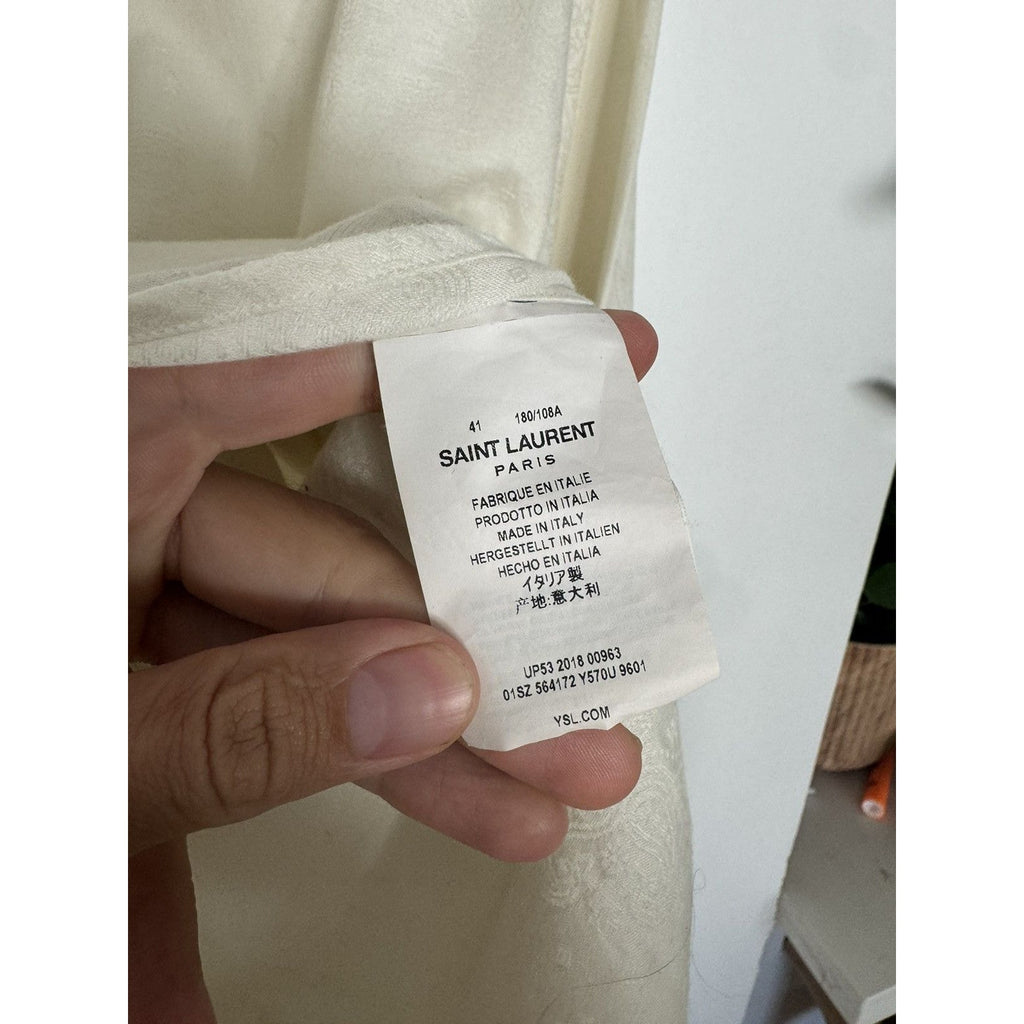 41 180/108A
SAINT LAURENT
PARIS
FABRIQUE EN ITALIE
PRODOTTO IN ITALIA
MADE IN ITALY
HERGESTELLT IN ITALIEN
HECHO EN ITALIA
イタリア製
产地:意大利
UP53 2018 00963
01SZ 564172 Y570U 9601
YSL.COM